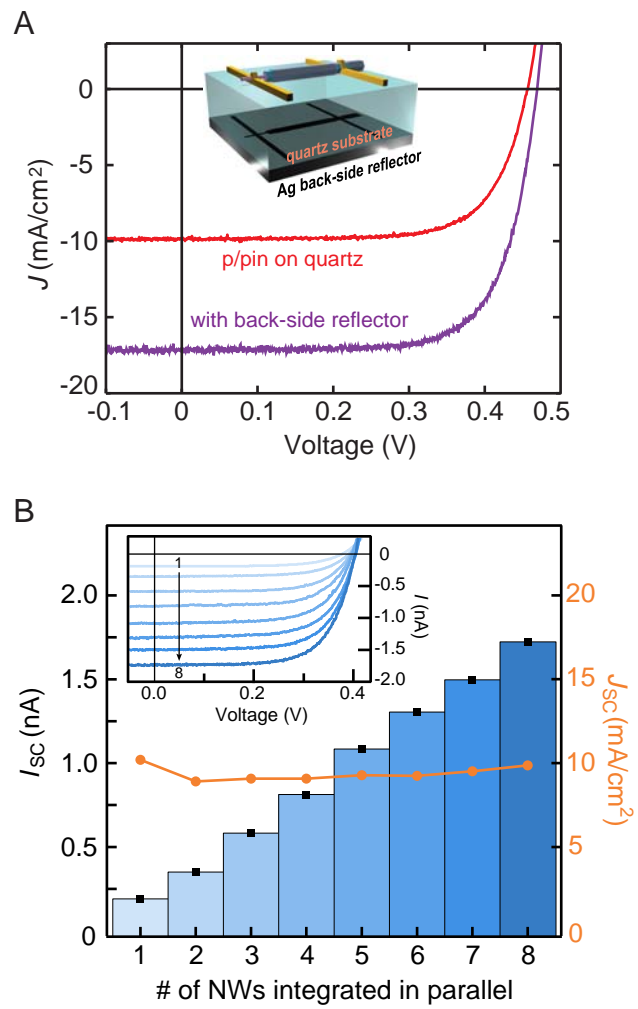 A
0
-5
-10
-15
-20
J (mA/cm²)
quartz substrate
Ag back-side reflector
p/pin on quartz
with back-side reflector
-0.1 0 0.1 0.2 0.3 0.4 0.5
Voltage (V)
B
2.0
1.5
1.0
0.5
0
I_SC (nA)
1
8
0
-0.5
-1.0
-1.5
-2.0
I (nA)
0.0 0.2 0.4
Voltage (V)
20
15
10
5
0
J_SC (mA/cm²)
1 2 3 4 5 6 7 8
# of NWs integrated in parallel